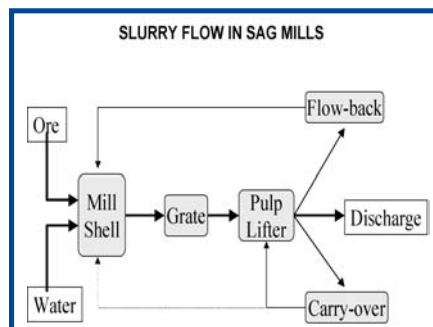 SLURRY FLOW IN SAG MILLS
Flow-back
Ore
Mill
Shell
Grate
Pulp
Lifter
Discharge
Water
Carry-over